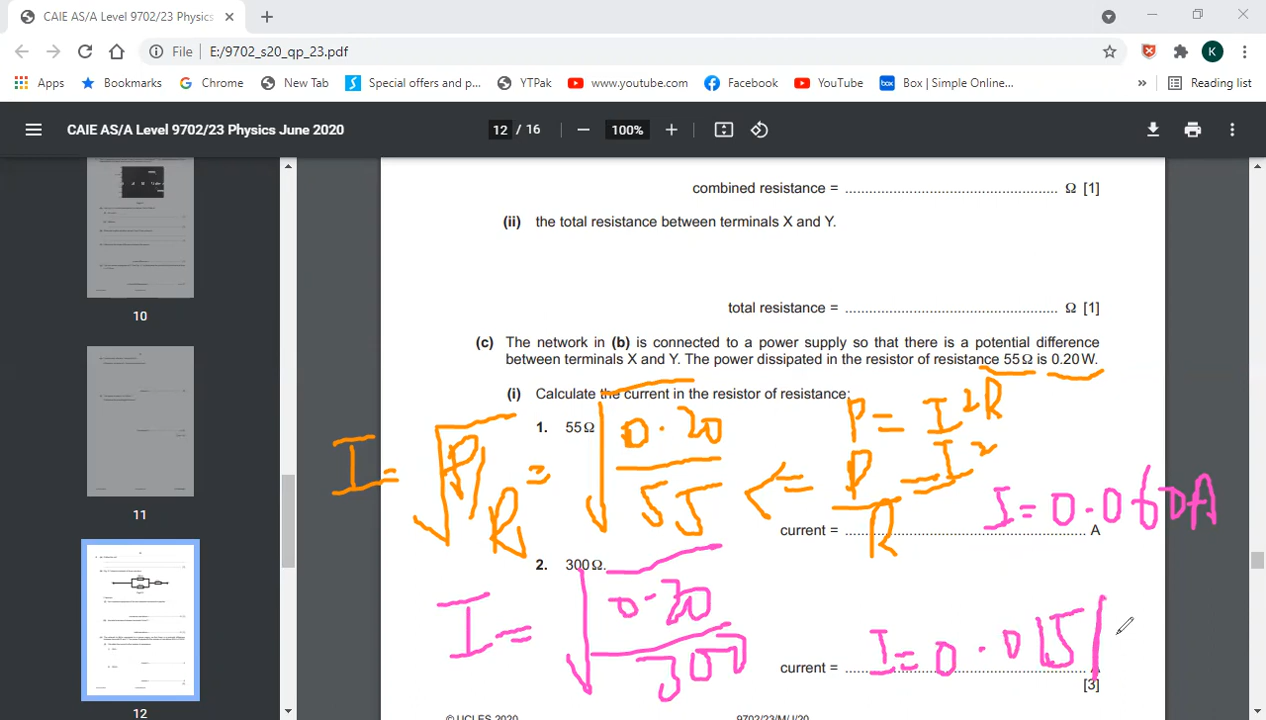 CAIE AS/A Level 9702/23 Physics
File E:/9702_s20_qp_23.pdf
K
Apps Bookmarks Chrome New Tab Special offers and p... YTPak www.youtube.com Facebook YouTube Box | Simple Online... » Reading list
CAIE AS/A Level 9702/23 Physics June 2020 12 / 16 100%
10
11
12
combined resistance = ........................................................ Ω [1]
(ii) the total resistance between terminals X and Y.
total resistance = ........................................................ Ω [1]
(c) The network in (b) is connected to a power supply so that there is a potential difference
between terminals X and Y. The power dissipated in the resistor of resistance 55Ω is 0.20W.
(i) Calculate the current in the resistor of resistance:
P = I²R
1. 55Ω
I = √P/R = √0.20/55 <= P/R = I²
I = 0.060A
current = ........................................................ A
2. 300Ω.
I = √0.20/300
current = ........................................................
I = 0.015
[3]
© UCLES 2020 9702/23/M/J/20